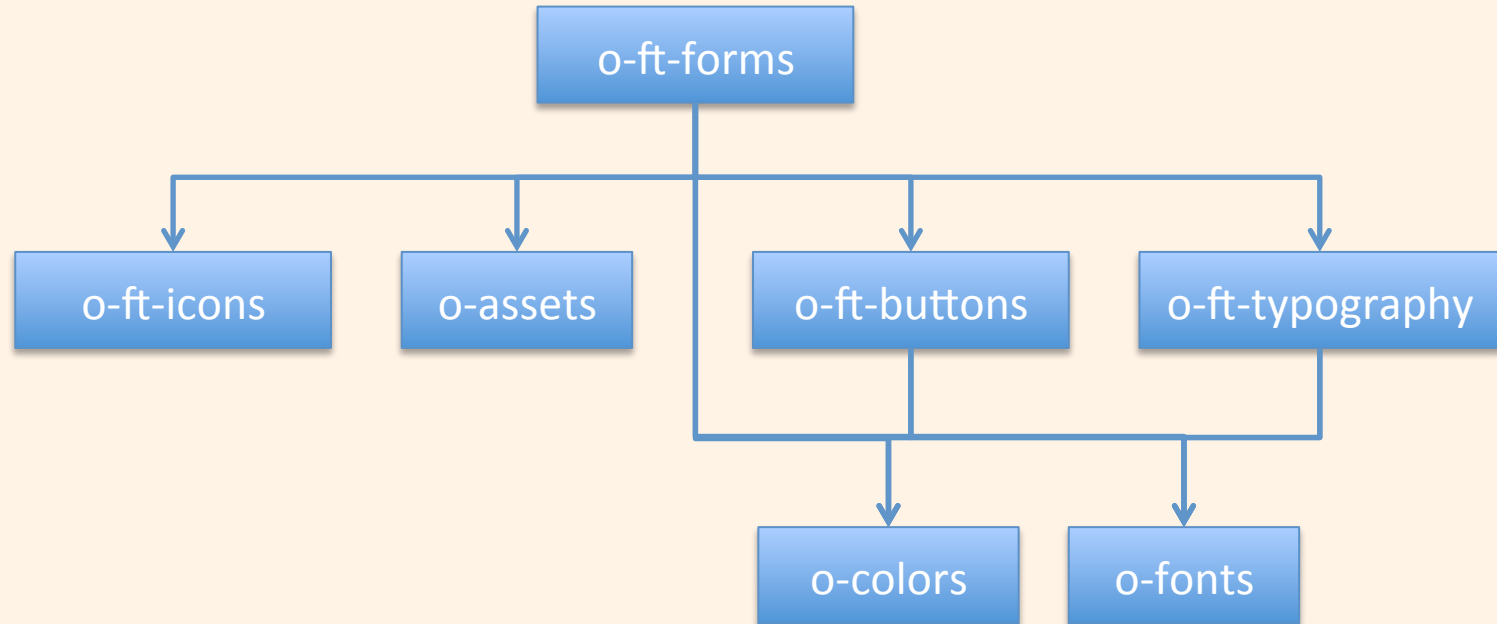 o-ft-forms
o-ft-icons
o-assets
o-ft-buttons
o-ft-typography
o-colors
o-fonts